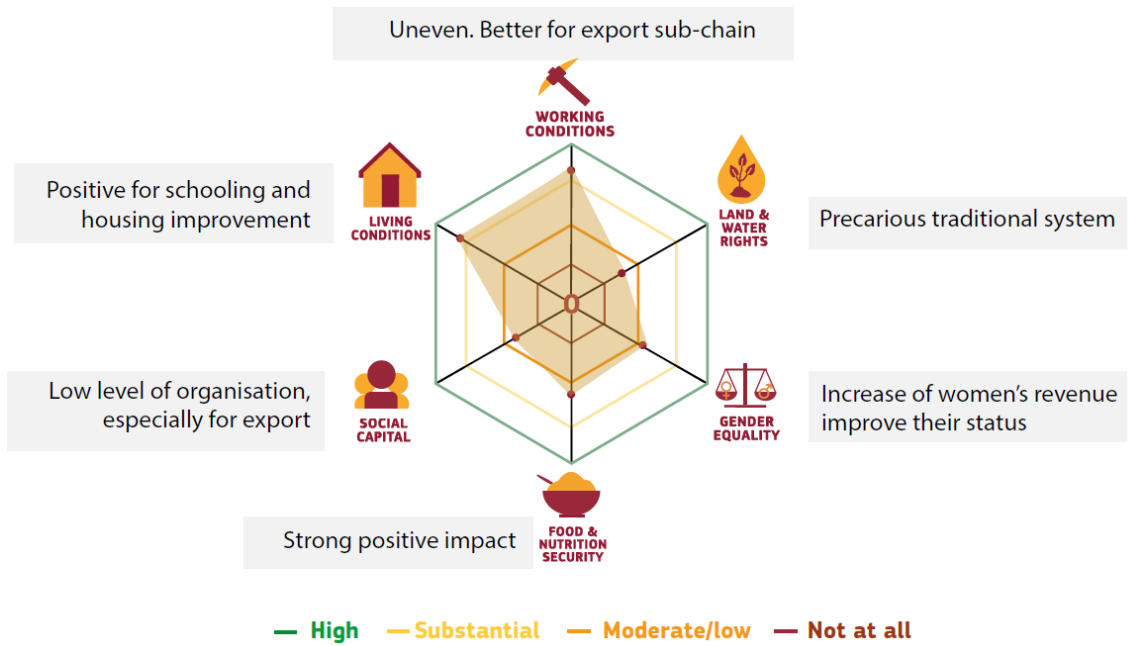 Uneven. Better for export sub-chain
WORKING
CONDITIONS
Positive for schooling and
housing improvement
LIVING
CONDITIONS
LAND &
WATER
RIGHTS
Precarious traditional system
0
Low level of organisation,
especially for export
SOCIAL
CAPITAL
GENDER
EQUALITY
Increase of women's revenue
improve their status
Strong positive impact
FOOD &
NUTRITION
SECURITY
High Substantial Moderate/low Not at all